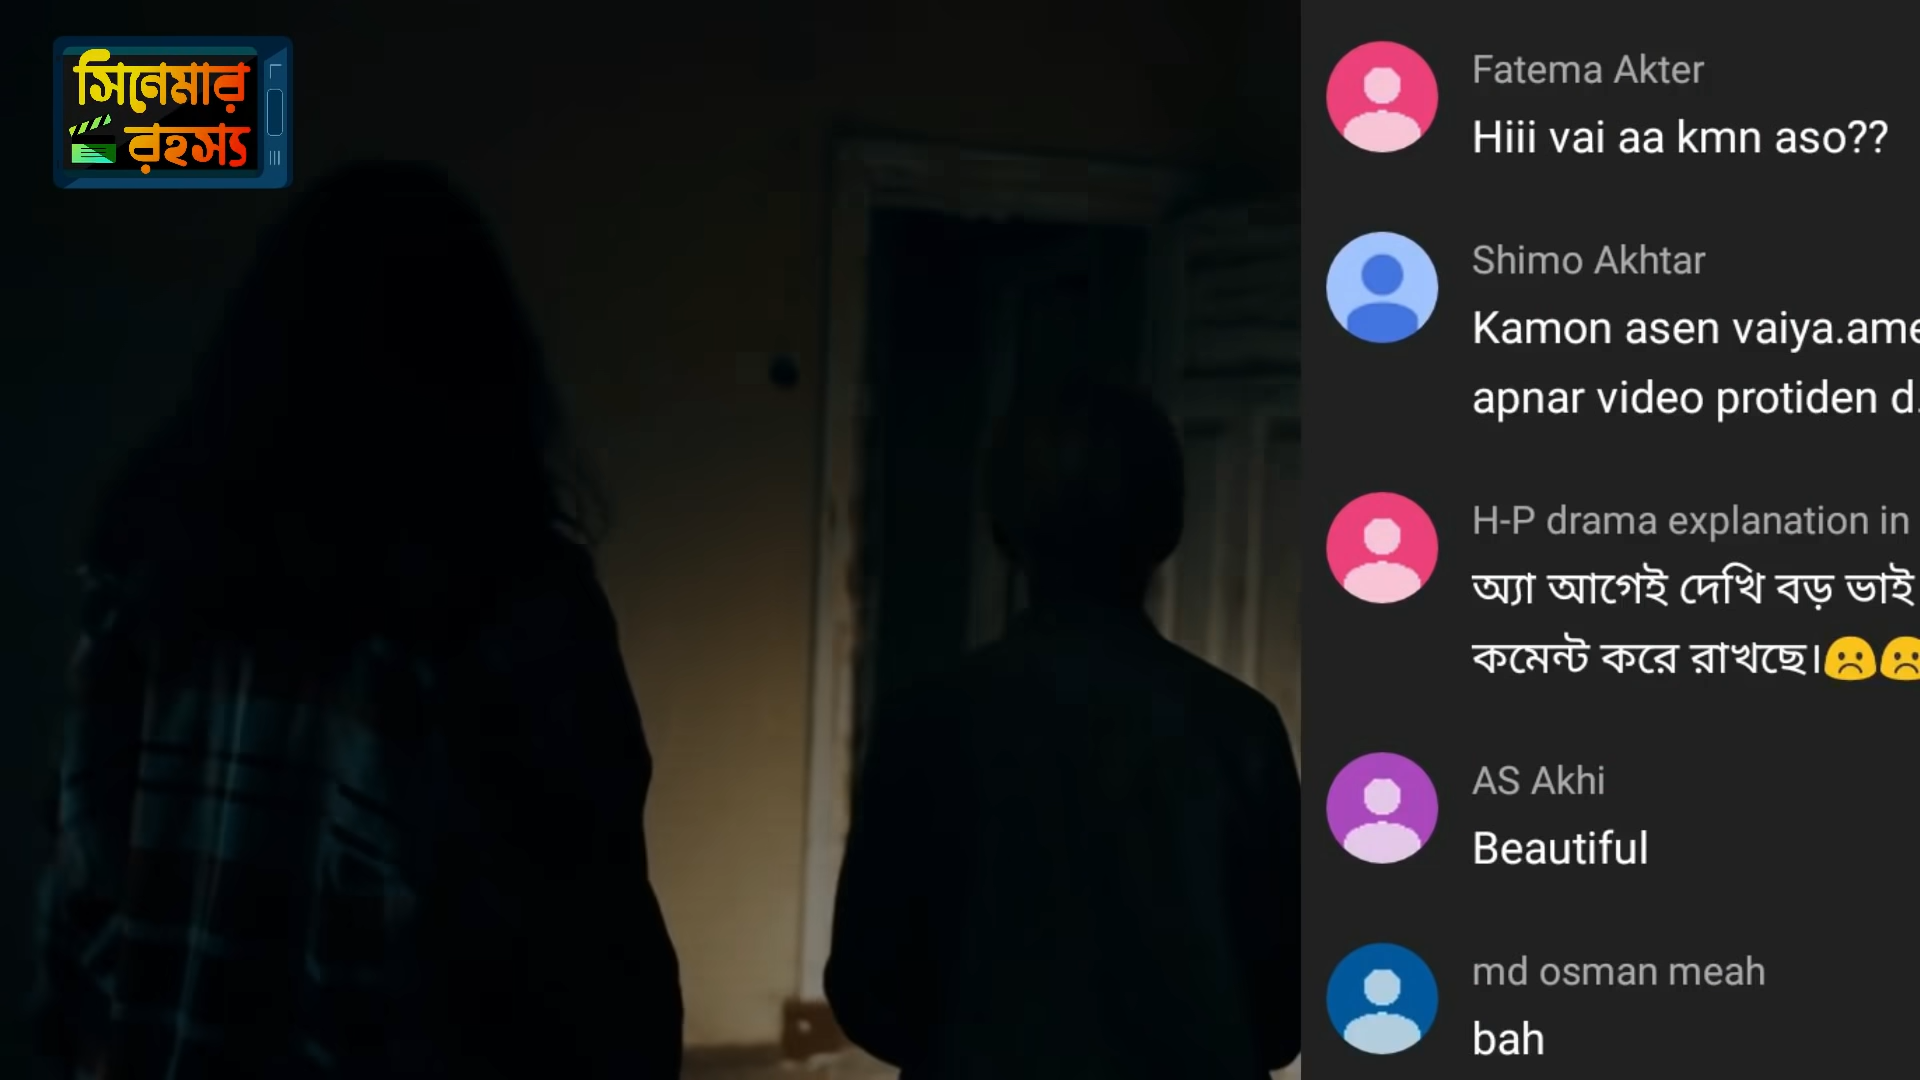 সিনেমার
রহস্য
Fatema Akter
Hiii vai aa kmn aso??
Shimo Akhtar
Kamon asen vaiya.ame
apnar video protiden d.
H-P drama explanation in
অ্যা আগেই দেখি বড় ভাই
কমেন্ট করে রাখছে।☹️☹️
AS Akhi
Beautiful
md osman meah
bah